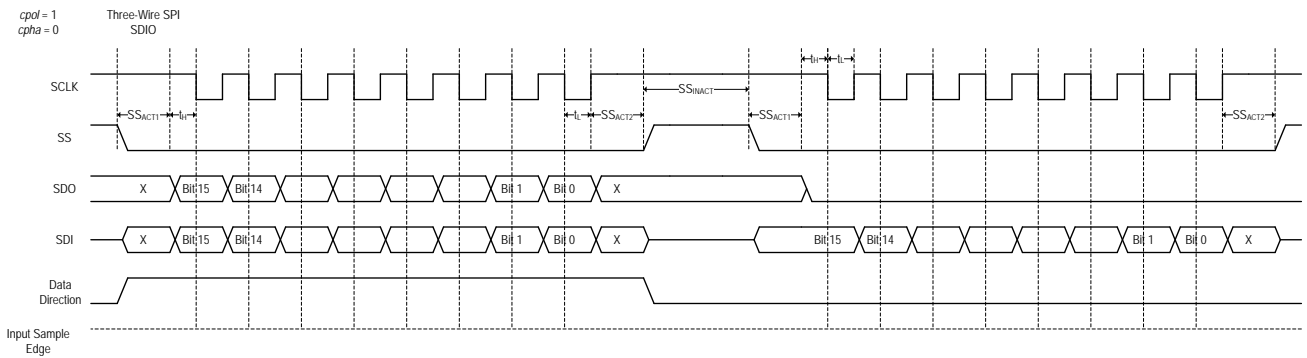 cpol = 1
cpha = 0
Three-Wire SPI
SDIO
SCLK
tH tL
SSINACT
SSACT1 tH tL SSACT2 SSACT1 SSACT2
SS
SDO X Bit 15 Bit 14 Bit 1 Bit 0 X
SDI X Bit 15 Bit 14 Bit 1 Bit 0 X Bit 15 Bit 14 Bit 1 Bit 0 X
Data
Direction
Input Sample
Edge